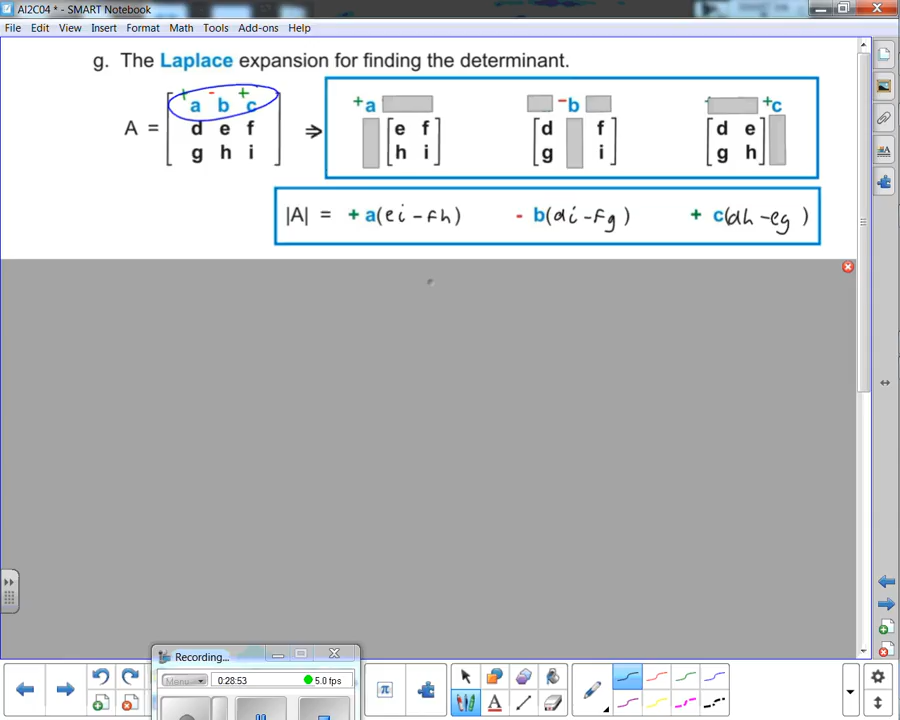 AI2C04 * - SMART Notebook
File Edit View Insert Format Math Tools Add-ons Help
g. The Laplace expansion for finding the determinant.
+ - +
a b c
A = d e f
g h i
⇒
+a
e f
h i
-b
d f
g i
+c
d e
g h
|A| = + a(ei - fh) - b(di - fg) + c(dh - eg)
Recording...
Menu 0:28:53 5.0 fps
π
A